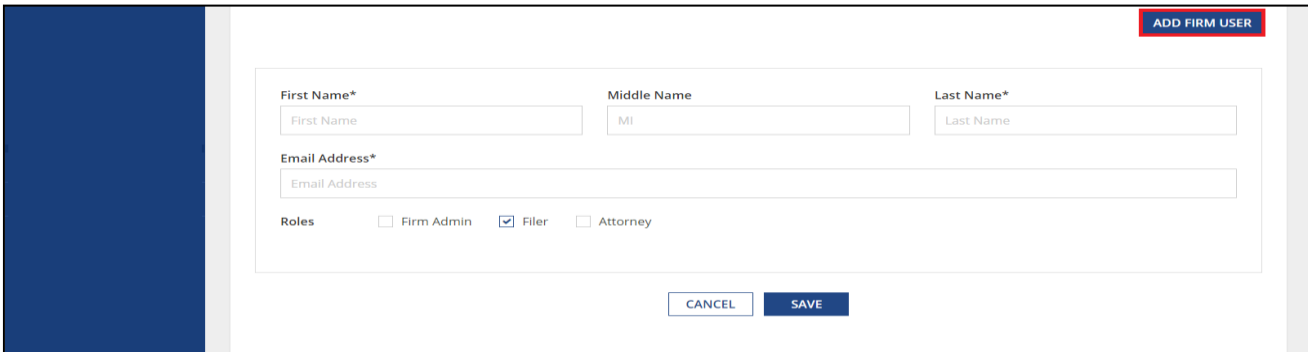 ADD FIRM USER
First Name* Middle Name Last Name*
First Name MI Last Name
Email Address*
Email Address
Roles Firm Admin Filer Attorney
CANCEL SAVE